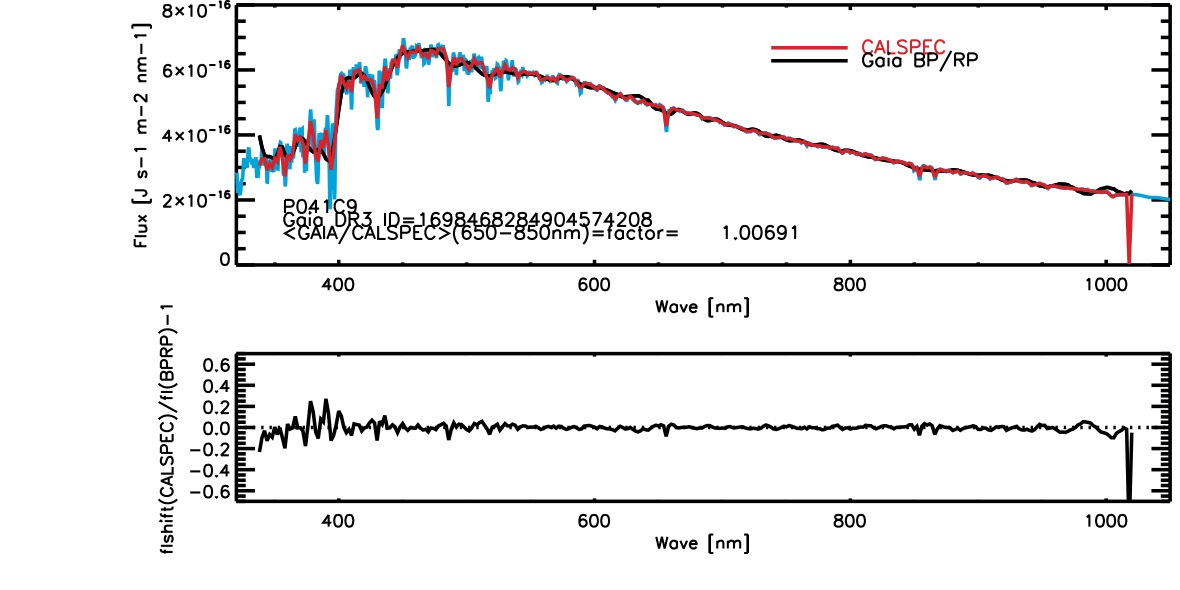 8×10−16
6×10−16
4×10−16
2×10−16
0
Flux [J s−1 m−2 nm−1]
CALSPEC
Gaia BP/RP
P041C9
Gaia DR3 ID=1698468284904574208
<GAIA/CALSPEC>(650−850nm)=factor= 1.00691
400 600 800 1000
Wave [nm]
flshift(CALSPEC)/fl(BPRP)−1
0.6
0.4
0.2
0.0
−0.2
−0.4
−0.6
400 600 800 1000
Wave [nm]